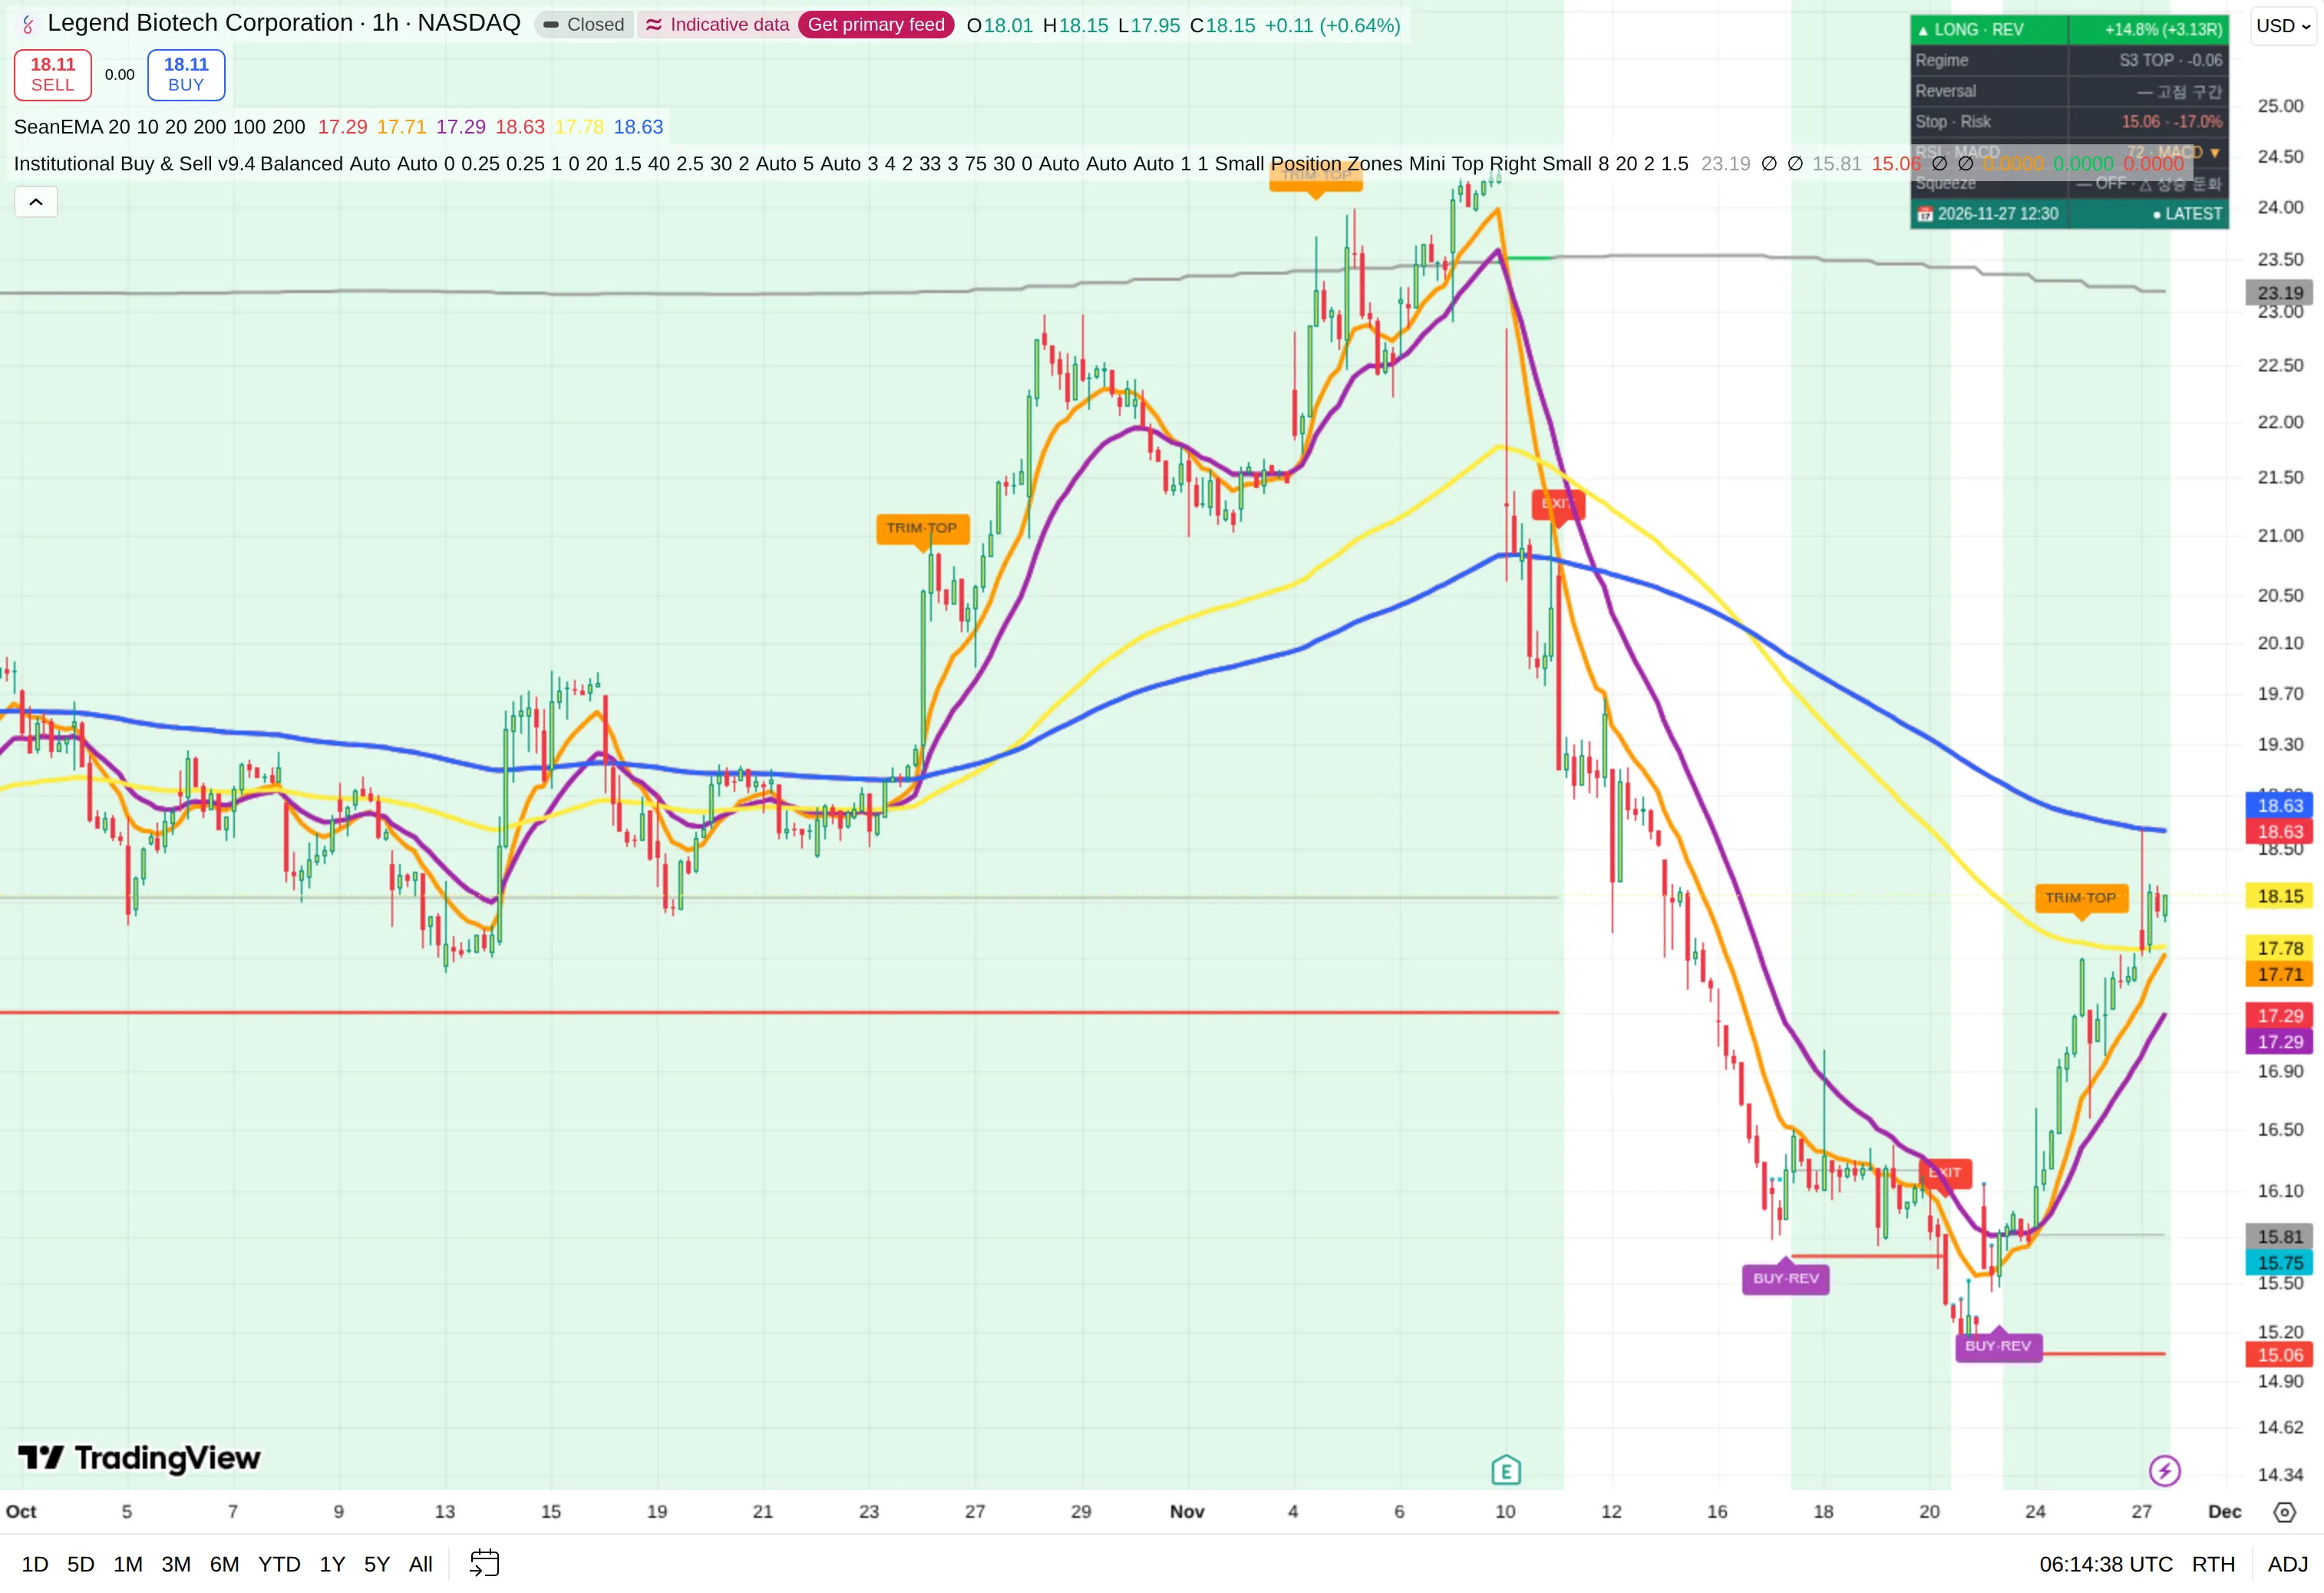 Legend Biotech Corporation · 1h · NASDAQ Closed Indicative data Get primary feed O18.01 H18.15 L17.95 C18.15 +0.11 (+0.64%)
18.11 SELL 0.00 18.11 BUY
SeanEMA 20 10 20 200 100 200 17.29 17.71 17.29 18.63 17.78 18.63
Institutional Buy & Sell v9.4 Balanced Auto Auto 0 0.25 0.25 1 0 20 1.5 40 2.5 30 2 Auto 5 Auto 3 4 2 33 3 75 30 0 Auto Auto Auto 1 1 Small Position Zones Mini Top Right Small 8 20 2 1.5 23.19 ∅ ∅ 15.81 15.06 ∅ ∅ 0.0000 0.0000 0.0000
▲ LONG · REV +14.8% (+3.13R)
Regime S3 TOP · -0.06
Reversal — 고점 구간
Stop · Risk 15.06 · -17.0%
RSI · MACD 72 · MACD ▼
Squeeze — OFF · △ 상승 둔화
2026-11-27 12:30 ● LATEST
USD
25.00
24.50
24.00
23.50
23.19
23.00
22.50
22.00
21.50
21.00
20.50
20.10
19.70
19.30
18.63
18.63
18.50
18.15
17.78
17.71
17.29
17.29
16.90
16.50
16.10
15.81
15.75
15.50
15.20
15.06
14.90
14.62
14.34
TRIM·TOP
TRIM·TOP
EXIT
TRIM·TOP
EXIT
BUY·REV
BUY·REV
TradingView
E
Oct 5 7 9 13 15 19 21 23 27 29 Nov 4 6 10 12 16 18 20 24 27 Dec
1D 5D 1M 3M 6M YTD 1Y 5Y All 06:14:38 UTC RTH ADJ